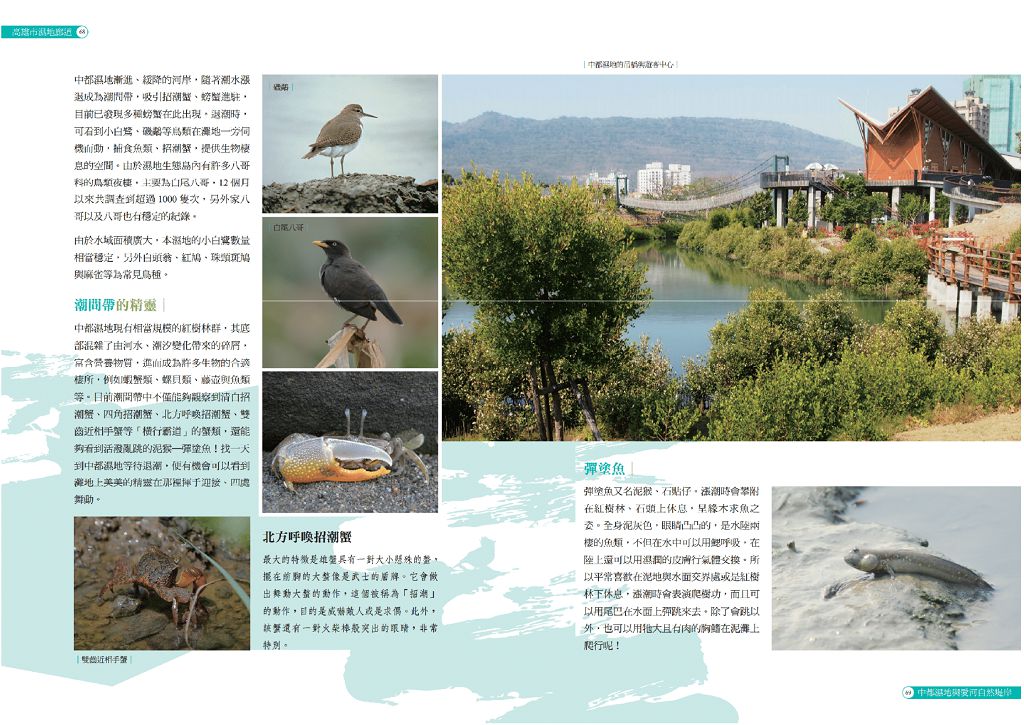 高雄市濕地廊道 68
中都濕地漸進、緩降的河岸，隨著潮水漲
退成為潮間帶，吸引招潮蟹、螃蟹進駐，
目前已發現多種螃蟹在此出現。退潮時，
可看到小白鷺、磯鷸等鳥類在灘地一旁伺
機而動，捕食魚類、招潮蟹，提供生物棲
息的空間。由於濕地生態島內有許多八哥
科的鳥類夜棲，主要為白尾八哥，12 個月
以來共調查到超過 1000 隻次，另外家八
哥以及八哥也有穩定的紀錄。
由於水域面積廣大，本濕地的小白鷺數量
相當穩定，另外白頭翁、紅鳩、珠頸斑鳩
與麻雀等為常見鳥種。
潮間帶的精靈
中都濕地現有相當規模的紅樹林群，其底
部混雜了由河水、潮汐變化帶來的碎屑，
富含營養物質，進而成為許多生物的合適
棲所，例如蝦蟹類、螺貝類、藤壺與魚類
等。目前潮間帶中不僅能夠觀察到清白招
潮蟹、四角招潮蟹、北方呼喚招潮蟹、雙
齒近相手蟹等「橫行霸道」的蟹類，還能
夠看到活潑亂跳的泥猴─彈塗魚！找一天
到中都濕地等待退潮，便有機會可以看到
灘地上美美的精靈在那裡揮手迎接、四處
舞動。
雙齒近相手蟹
磯鷸
白尾八哥
北方呼喚招潮蟹
最大的特徵是雄蟹具有一對大小懸殊的螯，
擺在前胸的大螯像是武士的盾牌。它會做
出舞動大螯的動作，這個被稱為「招潮」
的動作，目的是威嚇敵人或是求偶。此外，
該蟹還有一對火柴棒般突出的眼睛，非常
特別。
中都濕地的吊橋與遊客中心
彈塗魚
彈塗魚又名泥猴、石貼仔。漲潮時會攀附
在紅樹林、石頭上休息，呈緣木求魚之
姿。全身泥灰色，眼睛凸凸的，是水陸兩
棲的魚類，不但在水中可以用鰓呼吸，在
陸上還可以用濕潤的皮膚行氣體交換。所
以平常喜歡在泥地與水面交界處或是紅樹
林下休息，漲潮時會表演爬樹功，而且可
以用尾巴在水面上彈跳來去。除了會跳以
外，也可以用牠大且有肉的胸鰭在泥灘上
爬行呢！
69 中都濕地與愛河自然堤岸